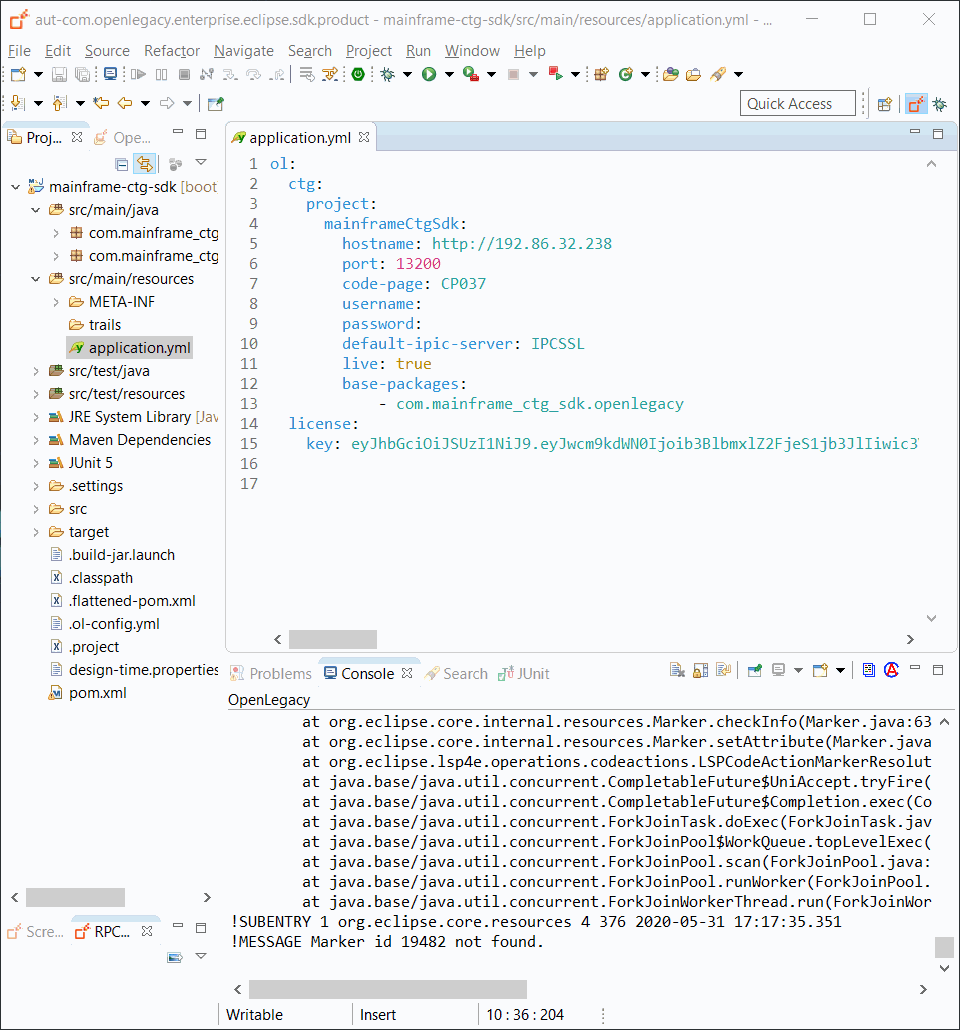 aut-com.openlegacy.enterprise.eclipse.sdk.product - mainframe-ctg-sdk/src/main/resources/application.yml - ...
File Edit Source Refactor Navigate Search Project Run Window Help
Quick Access
Proj... Ope...
mainframe-ctg-sdk [boot
src/main/java
com.mainframe_ctg
com.mainframe_ctg
src/main/resources
META-INF
trails
application.yml
src/test/java
src/test/resources
JRE System Library [Jav
Maven Dependencies
JUnit 5
.settings
src
target
.build-jar.launch
.classpath
.flattened-pom.xml
.ol-config.yml
.project
design-time.properties
pom.xml
Scre... RPC...
application.yml
1 ol:
2 ctg:
3 project:
4 mainframeCtgSdk:
5 hostname: http://192.86.32.238
6 port: 13200
7 code-page: CP037
8 username:
9 password:
10 default-ipic-server: IPCSSL
11 live: true
12 base-packages:
13 - com.mainframe_ctg_sdk.openlegacy
14 license:
15 key: eyJhbGciOiJSUzI1NiJ9.eyJwcm9kdWN0Ijoib3BlbmxlZ2FjeS1jb3JlIiwic3
16
17
Problems Console Search JUnit
OpenLegacy
at org.eclipse.core.internal.resources.Marker.checkInfo(Marker.java:63
at org.eclipse.core.internal.resources.Marker.setAttribute(Marker.java
at org.eclipse.lsp4e.operations.codeactions.LSPCodeActionMarkerResolut
at java.base/java.util.concurrent.CompletableFuture$UniAccept.tryFire(
at java.base/java.util.concurrent.CompletableFuture$Completion.exec(Co
at java.base/java.util.concurrent.ForkJoinTask.doExec(ForkJoinTask.jav
at java.base/java.util.concurrent.ForkJoinPool$WorkQueue.topLevelExec(
at java.base/java.util.concurrent.ForkJoinPool.scan(ForkJoinPool.java:
at java.base/java.util.concurrent.ForkJoinPool.runWorker(ForkJoinPool.
at java.base/java.util.concurrent.ForkJoinWorkerThread.run(ForkJoinWor
!SUBENTRY 1 org.eclipse.core.resources 4 376 2020-05-31 17:17:35.351
!MESSAGE Marker id 19482 not found.
Writable Insert 10 : 36 : 204